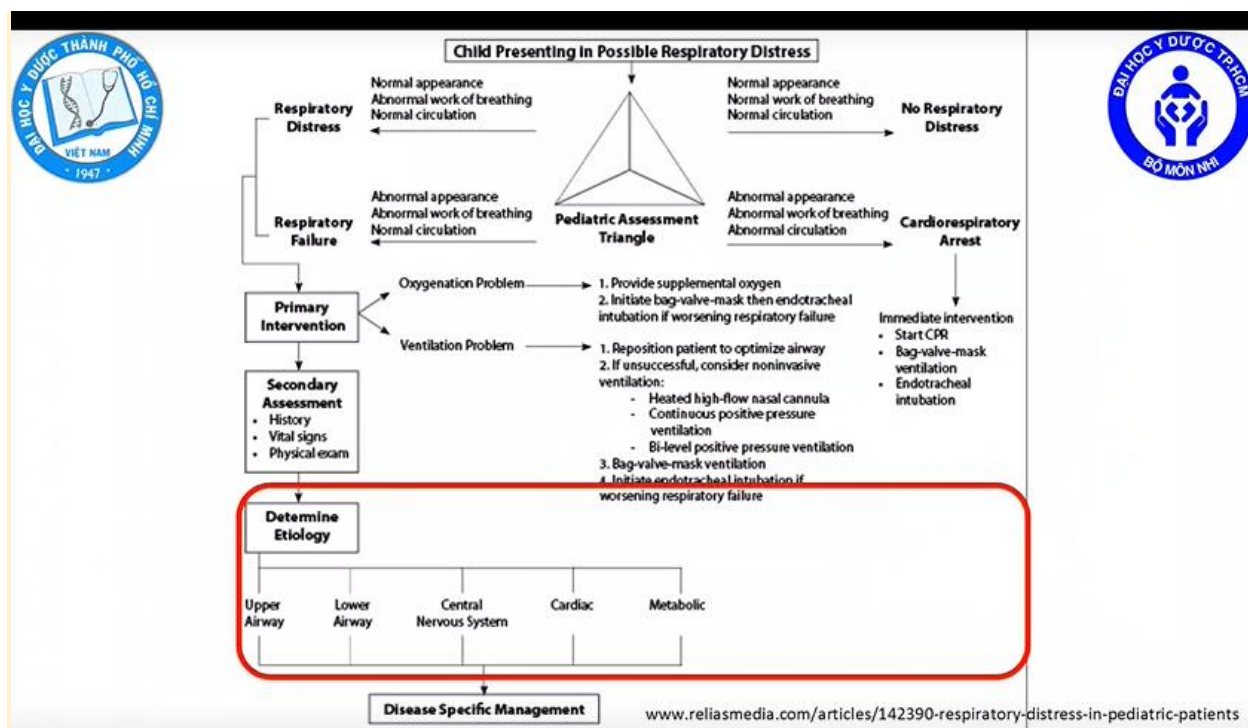 ĐẠI HỌC Y DƯỢC THÀNH PHỐ HỒ CHÍ MINH
VIỆT NAM
· 1947 ·
ĐẠI HỌC Y DƯỢC TP.HCM
BỘ MÔN NHI
Child Presenting in Possible Respiratory Distress
Respiratory
Distress
Normal appearance
Abnormal work of breathing
Normal circulation
Normal appearance
Normal work of breathing
Normal circulation
No Respiratory
Distress
Respiratory
Failure
Abnormal appearance
Abnormal work of breathing
Normal circulation
Pediatric Assessment
Triangle
Abnormal appearance
Abnormal work of breathing
Abnormal circulation
Cardiorespiratory
Arrest
Primary
Intervention
Oxygenation Problem
1. Provide supplemental oxygen
2. Initiate bag-valve-mask then endotracheal
intubation if worsening respiratory failure
Ventilation Problem
1. Reposition patient to optimize airway
2. If unsuccessful, consider noninvasive
ventilation:
- Heated high-flow nasal cannula
- Continuous positive pressure
ventilation
- Bi-level positive pressure ventilation
3. Bag-valve-mask ventilation
4. Initiate endotracheal intubation if
worsening respiratory failure
Immediate intervention
• Start CPR
• Bag-valve-mask
ventilation
• Endotracheal
intubation
Secondary
Assessment
• History
• Vital signs
• Physical exam
Determine
Etiology
Upper
Airway
Lower
Airway
Central
Nervous System
Cardiac
Metabolic
Disease Specific Management
www.reliasmedia.com/articles/142390-respiratory-distress-in-pediatric-patients